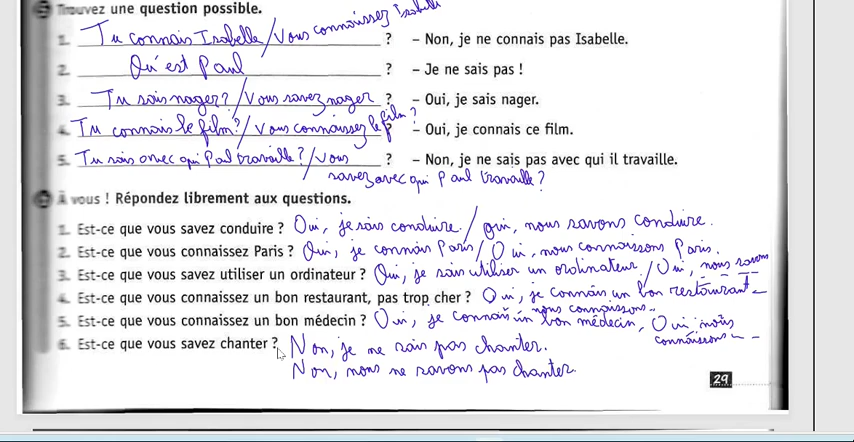 5 Trouvez une question possible.
1. Tu connais Isabelle/Vous connaissez Isabelle ? – Non, je ne connais pas Isabelle.
2. Qu'est Paul ? – Je ne sais pas !
3. Tu sais nager?/Vous savez nager ? – Oui, je sais nager.
4. Tu connais le film?/Vous connaissez le film? ? – Oui, je connais ce film.
5. Tu sais avec qui Paul travaille?/Vous ? – Non, je ne sais pas avec qui il travaille.
savez avec qui Paul travaille?
À vous ! Répondez librement aux questions.
1. Est-ce que vous savez conduire ? Oui, je sais conduire./oui, nous savons conduire.
2. Est-ce que vous connaissez Paris ? Oui, je connais Paris/Oui, nous connaissons Paris.
3. Est-ce que vous savez utiliser un ordinateur ? Oui, je sais utiliser un ordinateur/Oui, nous savons
4. Est-ce que vous connaissez un bon restaurant, pas trop cher ? Oui, je connais un bon restaurant
nous connaissons..
5. Est-ce que vous connaissez un bon médecin ? Oui, je connais un bon médecin, Oui nous
connaissons - -
6. Est-ce que vous savez chanter ? Non, je ne sais pas chanter.
Non, nous ne savons pas chanter.
29